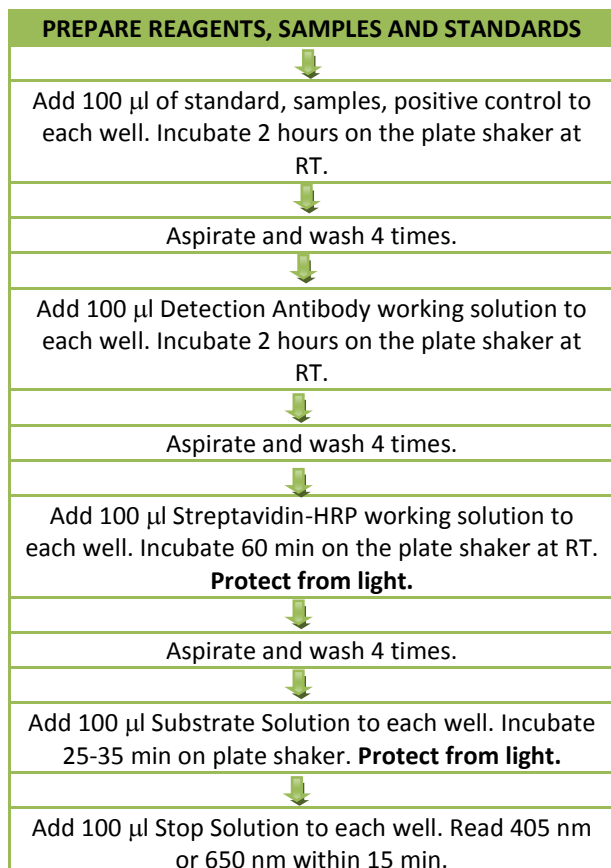 PREPARE REAGENTS, SAMPLES AND STANDARDS
Add 100 μl of standard, samples, positive control to
each well. Incubate 2 hours on the plate shaker at
RT.
Aspirate and wash 4 times.
Add 100 μl Detection Antibody working solution to
each well. Incubate 2 hours on the plate shaker at
RT.
Aspirate and wash 4 times.
Add 100 μl Streptavidin-HRP working solution to
each well. Incubate 60 min on the plate shaker at RT.
Protect from light.
Aspirate and wash 4 times.
Add 100 μl Substrate Solution to each well. Incubate
25-35 min on plate shaker. Protect from light.
Add 100 μl Stop Solution to each well. Read 405 nm
or 650 nm within 15 min.